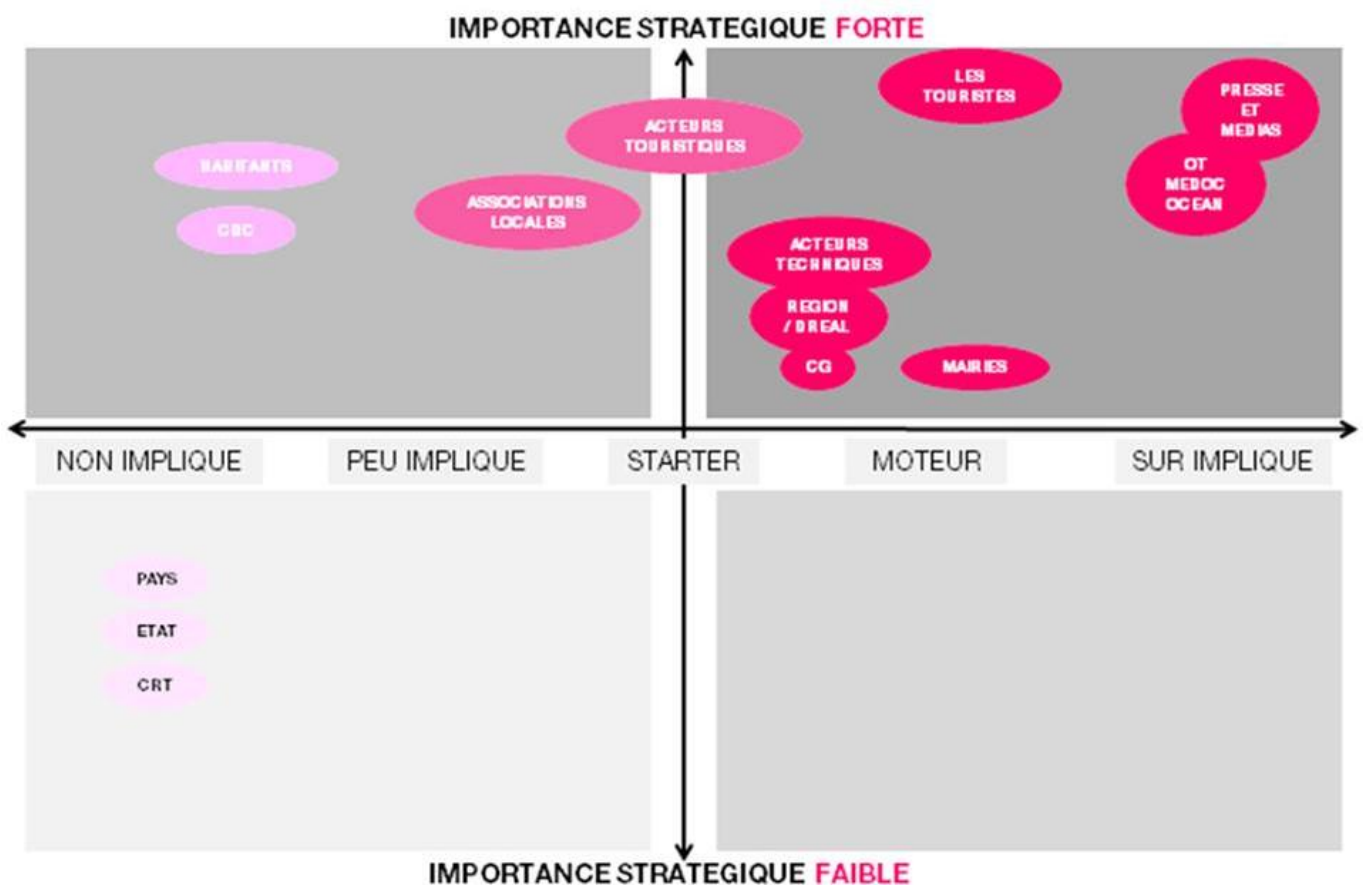 IMPORTANCE STRATEGIQUE FORTE
LES
TOURISTES
PRESSE
ET
MEDIAS
ACTEURS
TOURISTIQUES
HABITANTS
OT
MEDOC
OCEAN
ASSOCIATIONS
LOCALES
ACTEURS
TECHNIQUES
REGION
/ DREAL
CG
MAIRIES
NON IMPLIQUE
PEU IMPLIQUE
STARTER
MOTEUR
SUR IMPLIQUE
PAYS
ETAT
CRT
IMPORTANCE STRATEGIQUE FAIBLE